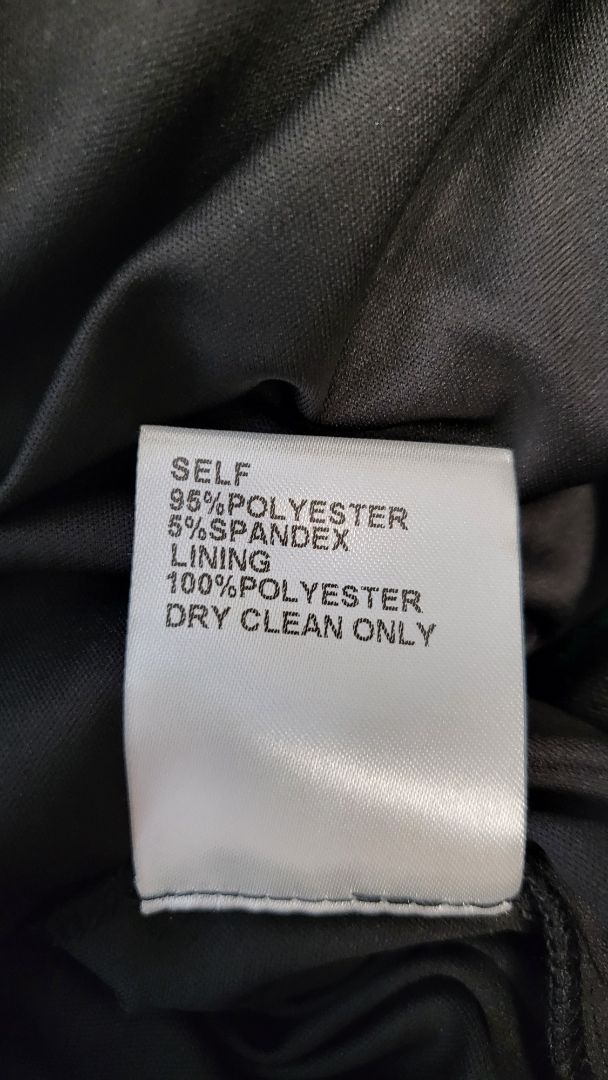 SELF
95%POLYESTER
5%SPANDEX
LINING
100%POLYESTER
DRY CLEAN ONLY